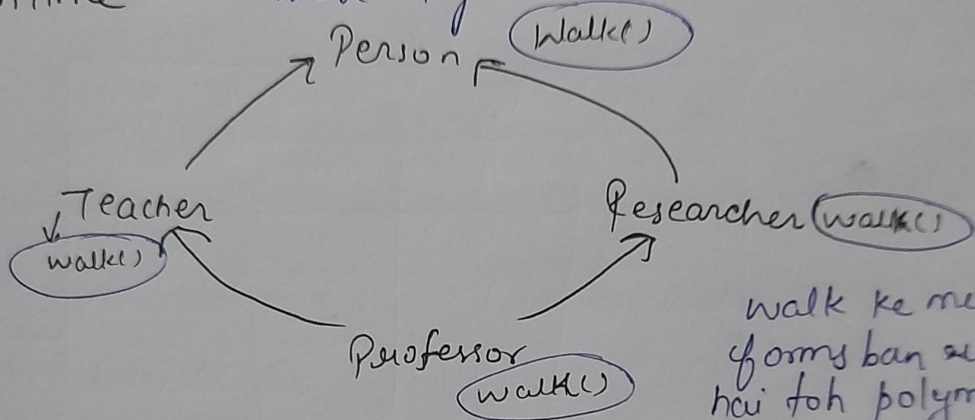 Person Walk()
Teacher
Researcher walk()
walk()
Professor
walk()
walk ke
forms ban
hai toh